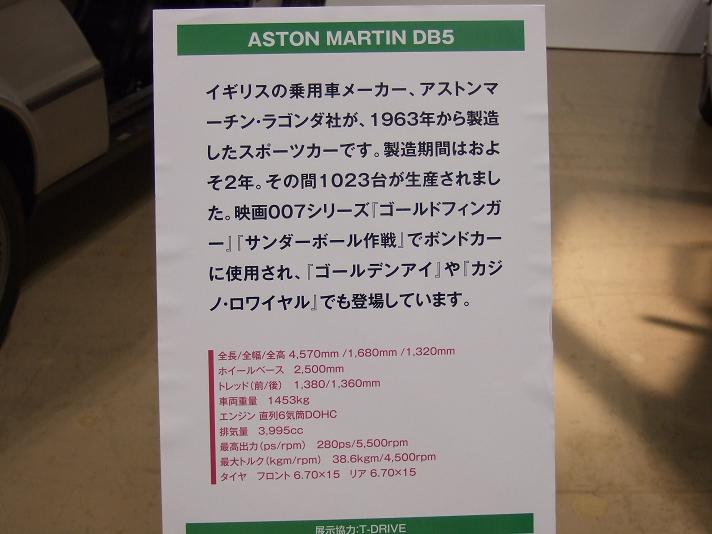 ASTON MARTIN DB5
イギリスの乗用車メーカー、アストンマ
ーチン・ラゴンダ社が、1963年から製造
したスポーツカーです。製造期間はおよ
そ2年。その間1023台が生産されまし
た。映画007シリーズ『ゴールドフィンガ
ー』『サンダーボール作戦』でボンドカー
に使用され、『ゴールデンアイ』や『カジ
ノ・ロワイヤル』でも登場しています。
全長/全幅/全高 4,570mm /1,680mm /1,320mm
ホイールベース 2,500mm
トレッド(前/後) 1,380/1,360mm
車両重量 1453kg
エンジン 直列6気筒DOHC
排気量 3,995cc
最高出力(ps/rpm) 280ps/5,500rpm
最大トルク(kgm/rpm) 38.6kgm/4,500rpm
タイヤ フロント 6.70×15 リア 6.70×15
展示協力:T-DRIVE